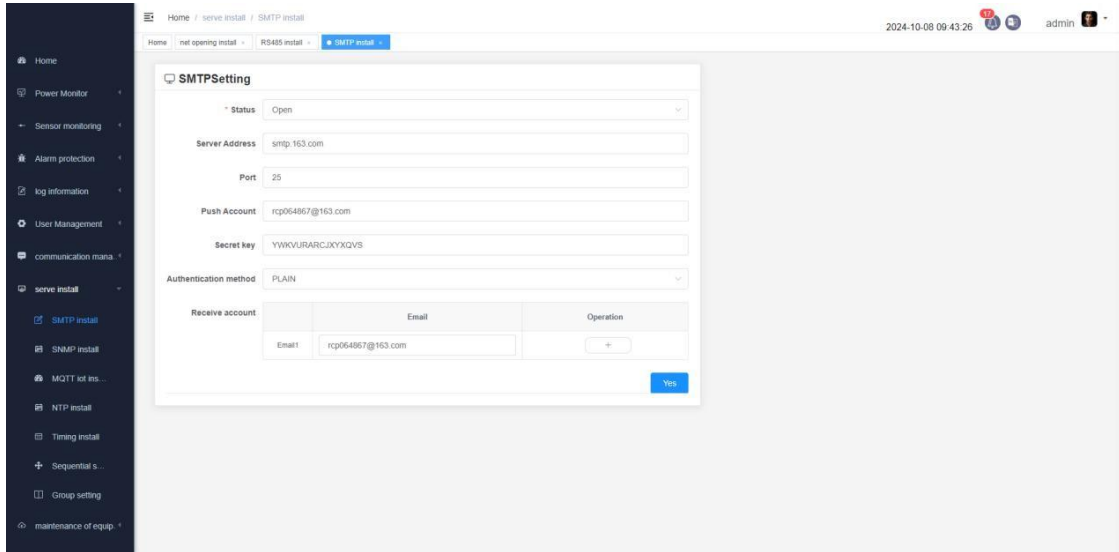 Home / serve install / SMTP install
2024-10-08 09:43:26
17
admin
Home
net opening install ×
RS485 install ×
SMTP install ×
Home
Power Monitor
Sensor monitoring
Alarm protection
log information
User Management
communication mana..
serve install
SMTP install
SNMP install
MQTT iot ins...
NTP install
Timing install
Sequential s...
Group setting
maintenance of equip.
SMTPSetting
* Status Open
Server Address smtp.163.com
Port 25
Push Account rcp064867@163.com
Secret key YWKVURARCJXYXQVS
Authentication method PLAIN
Receive account
Email Operation
Email1 rcp064867@163.com +
Yes